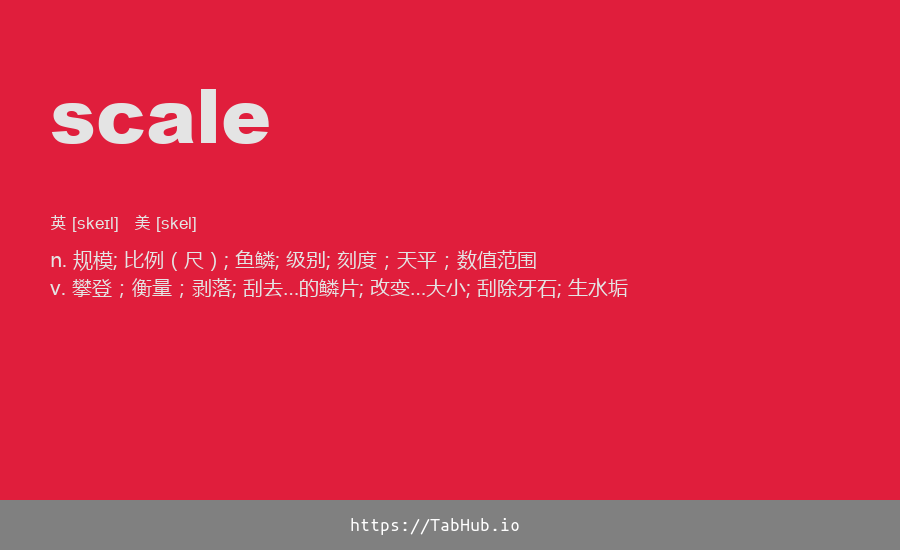 scale
英 [skeɪl] 美 [skel]
n. 规模; 比例（尺）; 鱼鳞; 级别; 刻度；天平；数值范围
v. 攀登；衡量；剥落; 刮去...的鳞片; 改变...大小; 刮除牙石; 生水垢
https://TabHub.io